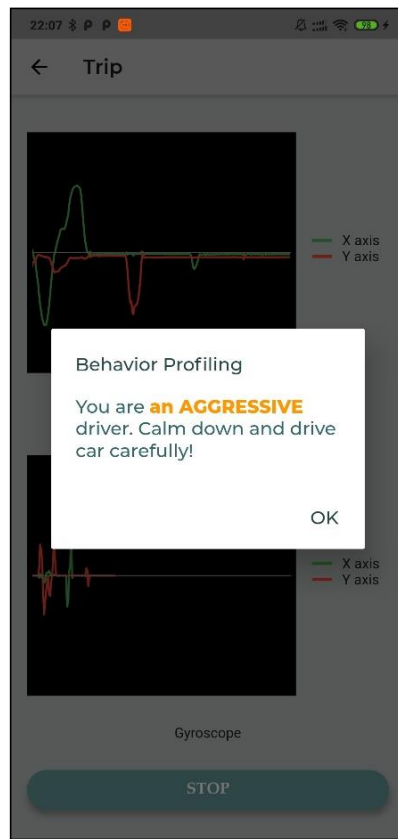 22:07
98
Trip
X axis
Y axis
Behavior Profiling
You are an AGGRESSIVE
driver. Calm down and drive
car carefully!
OK
X axis
Y axis
Gyroscope
STOP